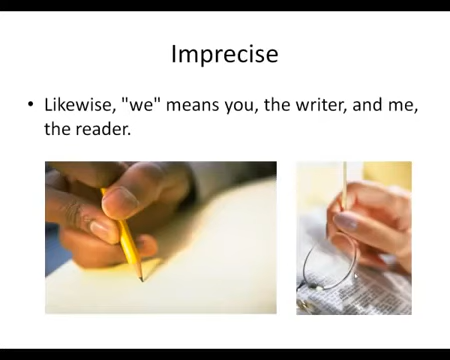 Imprecise
• Likewise, "we" means you, the writer, and me,
the reader.